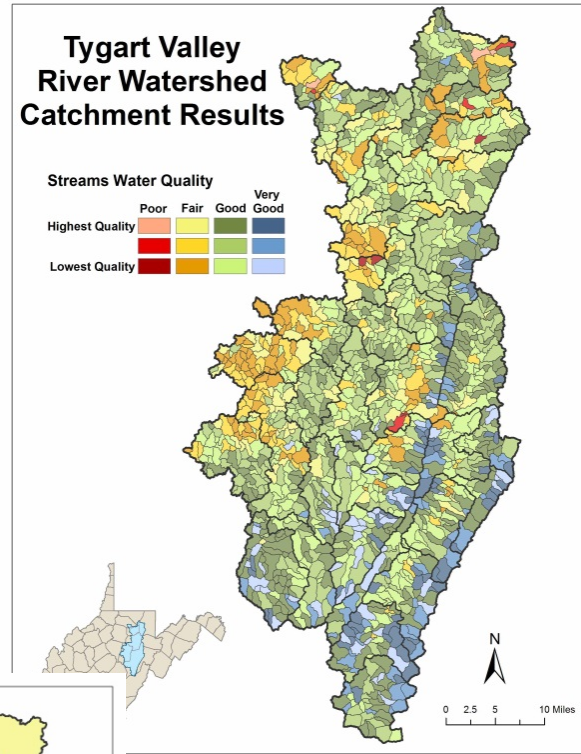 Tygart Valley
River Watershed
Catchment Results
Streams Water Quality
Poor Fair Good Very Good
Highest Quality
Lowest Quality
N
0 2.5 5 10 Miles